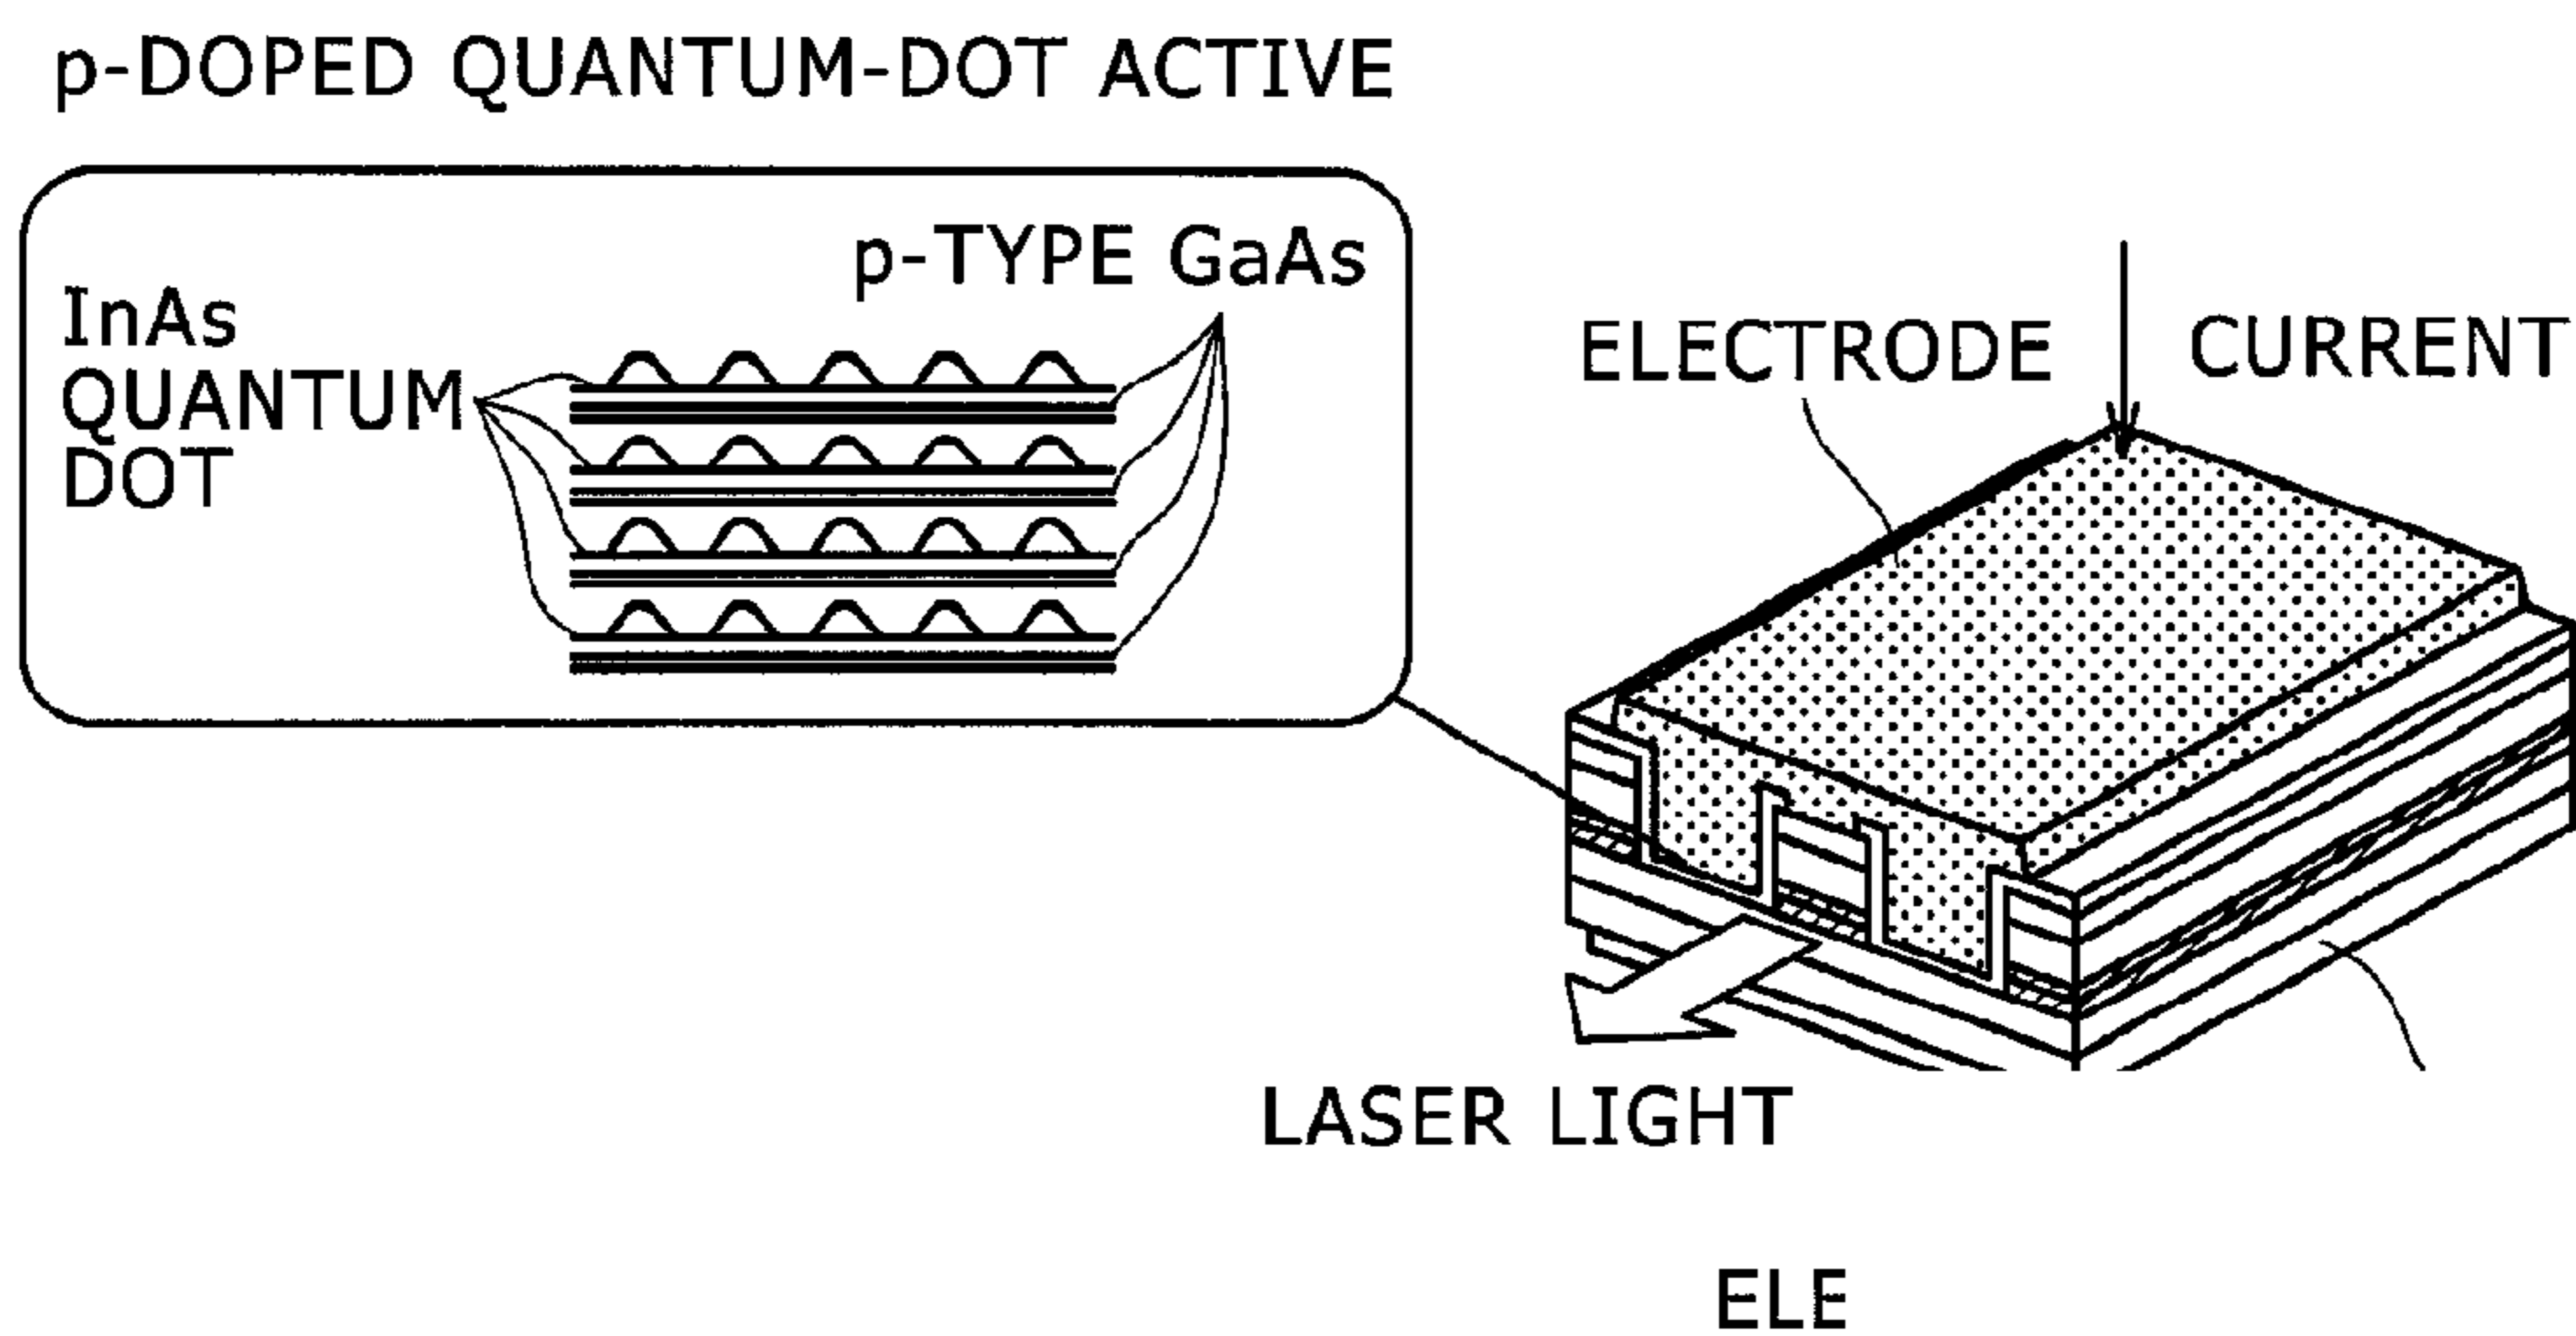 p-DOPED QUANTUM-DOT ACTIVE
p-TYPE GaAs
InAs
QUANTUM
DOT
ELECTRODE
CURRENT
LASER LIGHT
ELE